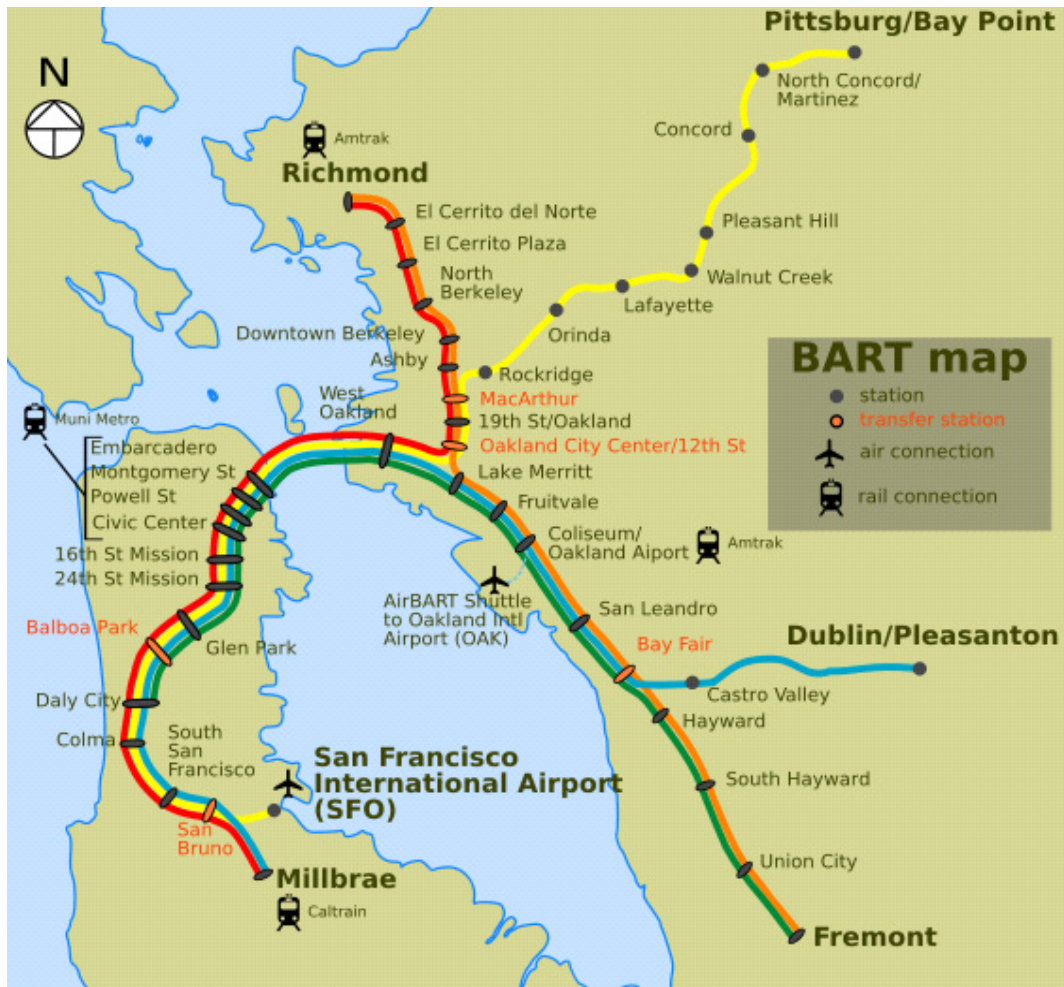 Pittsburg/Bay Point
N
North Concord/
Martinez
Concord
Amtrak
Richmond
El Cerrito del Norte
Pleasant Hill
El Cerrito Plaza
North
Berkeley
Walnut Creek
Lafayette
Downtown Berkeley
Orinda
Ashby
Rockridge
BART map
station
transfer station
air connection
rail connection
West
Oakland
MacArthur
19th St/Oakland
Oakland City Center/12th St
Muni Metro
Embarcadero
Montgomery St
Powell St
Civic Center
16th St Mission
24th St Mission
Lake Merritt
Fruitvale
Coliseum/
Oakland Aiport
Amtrak
AirBART Shuttle
to Oakland Intl
Airport (OAK)
San Leandro
Balboa Park
Glen Park
Bay Fair
Dublin/Pleasanton
Castro Valley
Daly City
Hayward
Colma
South
San
Francisco
San Francisco
International Airport
(SFO)
South Hayward
San
Bruno
Union City
Millbrae
Caltrain
Fremont